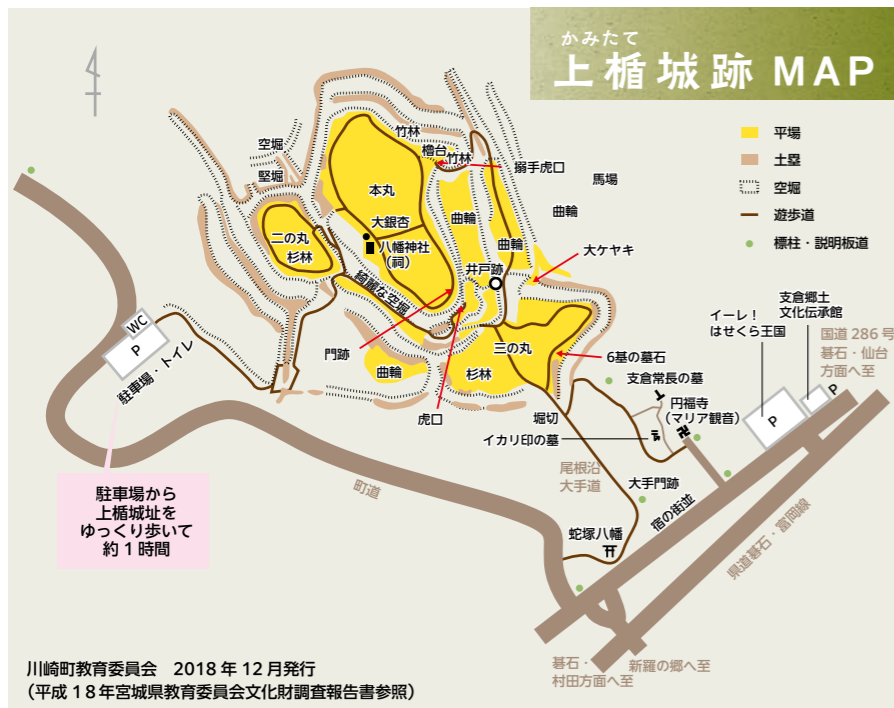 かみたて
上楯城跡 MAP
平場
土塁
空堀
遊歩道
標柱・説明板道
空堀
竪堀
竹林
櫓台
竹林
搦手虎口
馬場
曲輪
本丸
大銀杏
八幡神社
（祠）
二の丸
杉林
曲輪
曲輪
井戸跡
大ケヤキ
綺麗な空堀
門跡
曲輪
虎口
三の丸
杉林
6基の墓石
支倉常長の墓
円福寺
（マリア観音）
堀切
イカリ印の墓
尾根沿
大手道
大手門跡
蛇塚八幡
宿の街並
イーレ！
はせくら王国
支倉郷土
文化伝承館
国道 286 号
碁石・仙台
方面へ至
P
P
WC
P
駐車場・トイレ
駐車場から
上楯城址を
ゆっくり歩いて
約 1 時間
町道
県道碁石・富岡線
碁石・
村田方面へ至
新羅の郷へ至
川崎町教育委員会　2018 年 12 月発行
（平成 18年宮城県教育委員会文化財調査報告書参照）